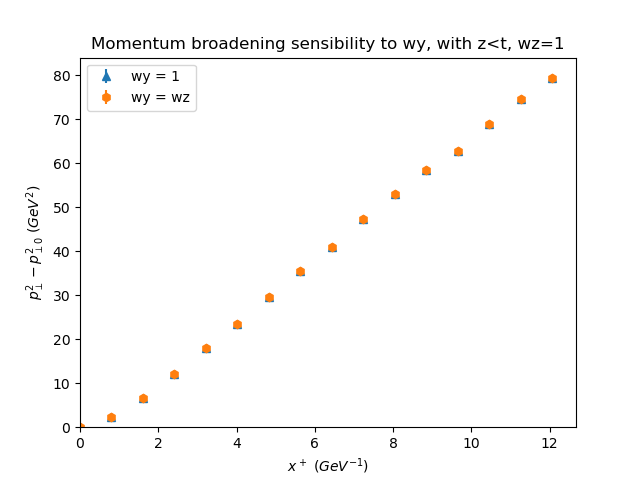 Momentum broadening sensibility to wy, with z<t, wz=1
wy = 1
wy = wz
80
70
60
50
40
30
20
10
0
p⊥² − p⊥0² (GeV²)
0 2 4 6 8 10 12
x⁺ (GeV⁻¹)